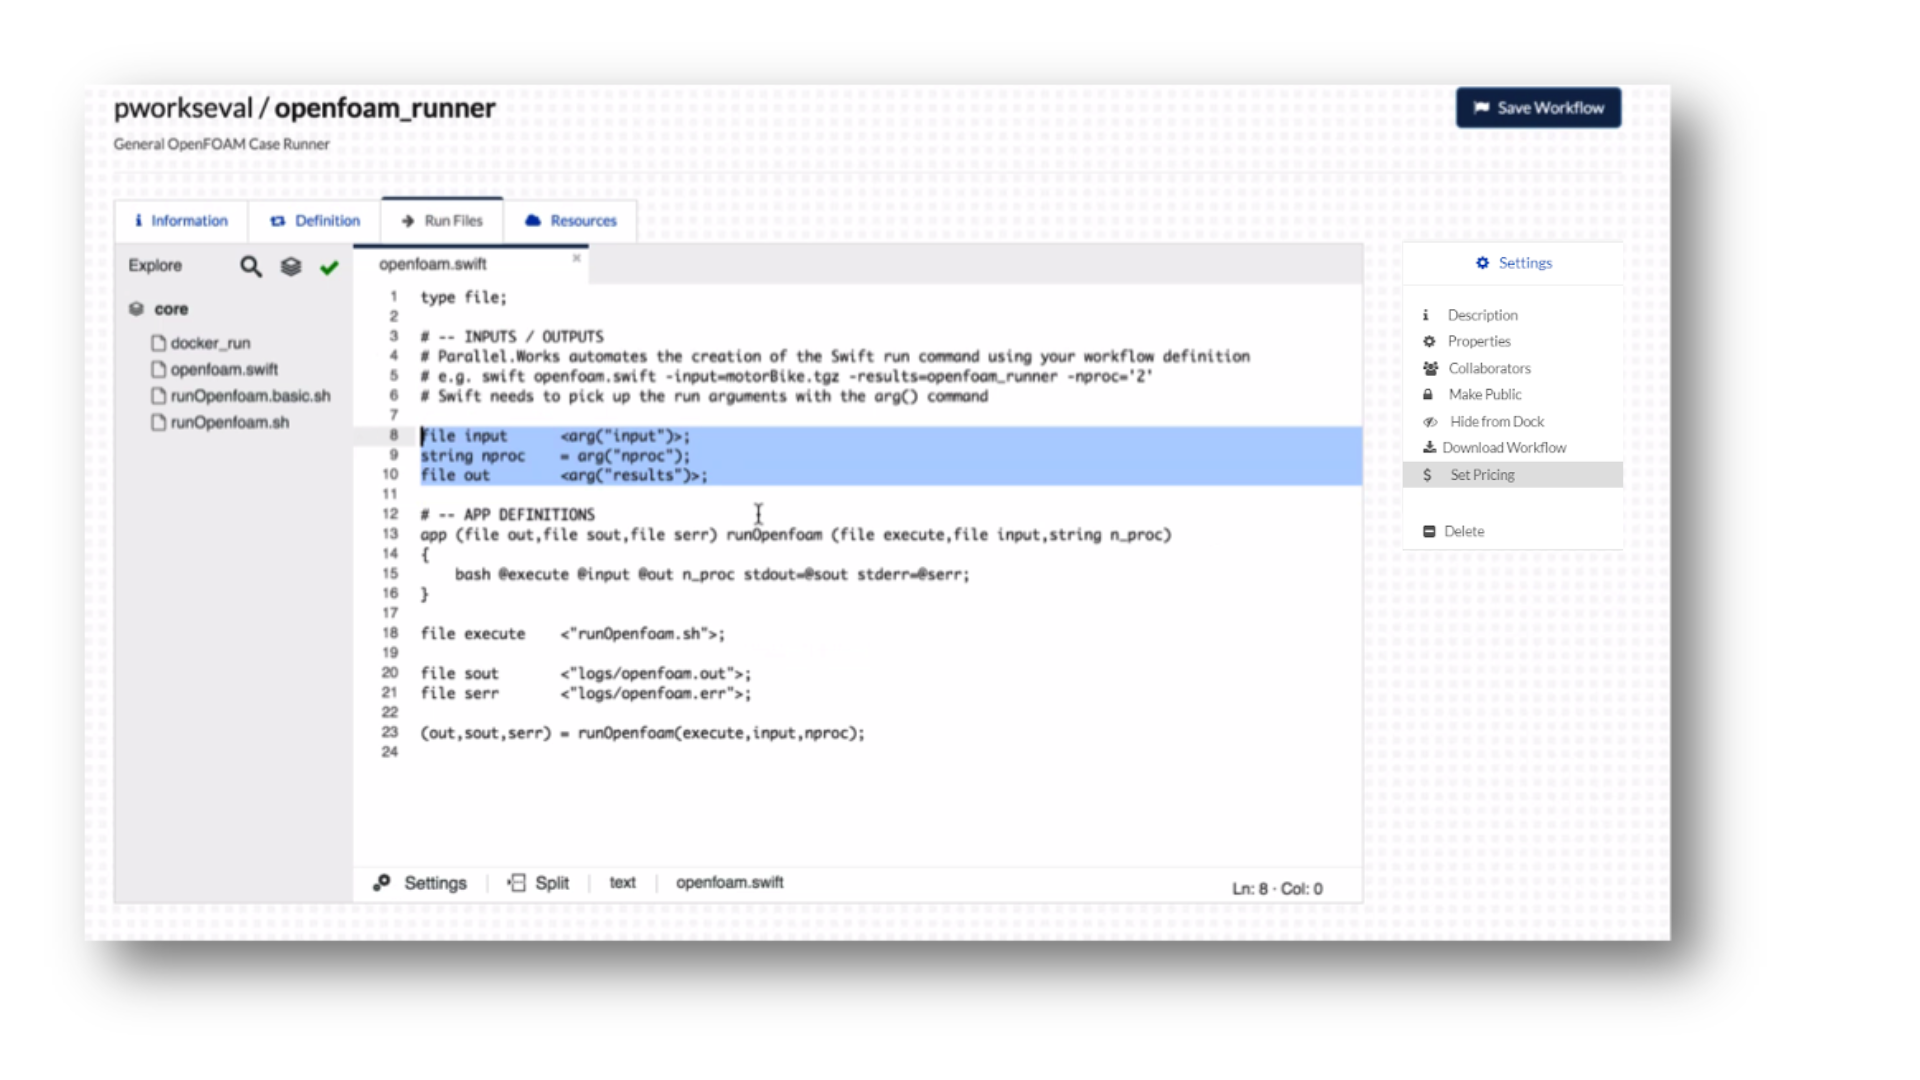 pworkseval / openfoam_runner
Save Workflow
General OpenFOAM Case Runner
Information
Definition
Run Files
Resources
Explore
core
docker_run
openfoam.swift
runOpenfoam.basic.sh
runOpenfoam.sh
openfoam.swift
1 type file;
2
3 # -- INPUTS / OUTPUTS
4 # Parallel.Works automates the creation of the Swift run command using your workflow definition
5 # e.g. swift openfoam.swift -input=motorBike.tgz -results=openfoam_runner -nproc='2'
6 # Swift needs to pick up the run arguments with the arg() command
7
8 file input <arg("input")>;
9 string nproc = arg("nproc");
10 file out <arg("results")>;
11
12 # -- APP DEFINITIONS
13 app (file out,file sout,file serr) runOpenfoam (file execute,file input,string n_proc)
14 {
15 bash @execute @input @out n_proc stdout=@sout stderr=@serr;
16 }
17
18 file execute <"runOpenfoam.sh">;
19
20 file sout <"logs/openfoam.out">;
21 file serr <"logs/openfoam.err">;
22
23 (out,sout,serr) = runOpenfoam(execute,input,nproc);
24
Settings
Split
text
openfoam.swift
Ln: 8 · Col: 0
Settings
Description
Properties
Collaborators
Make Public
Hide from Dock
Download Workflow
$ Set Pricing
Delete